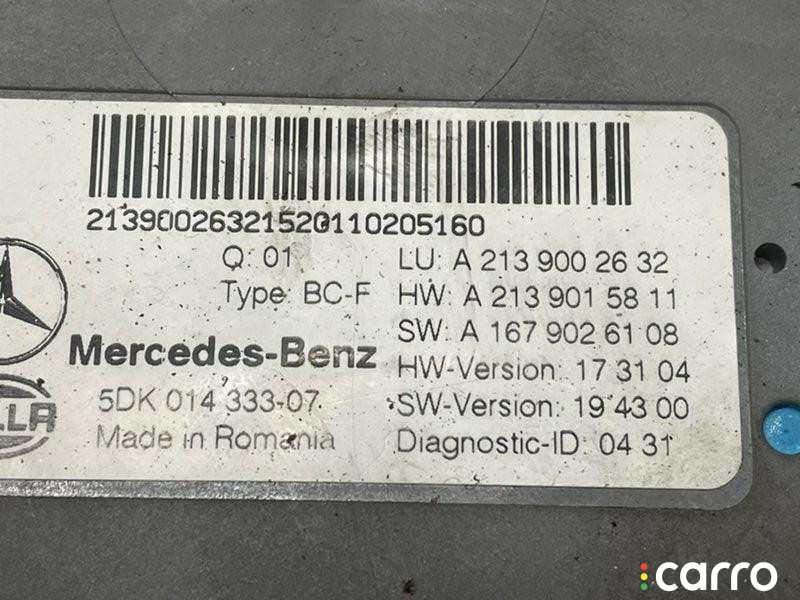 21390026321520110205160
Q: 01 LU: A 213 900 26 32
Type: BC-F HW: A 213 901 58 11
SW: A 167 902 61 08
Mercedes-Benz HW-Version: 17 31 04
5DK 014 333-07 SW-Version: 19 43 00
Made in Romania Diagnostic-ID: 04 31
carro